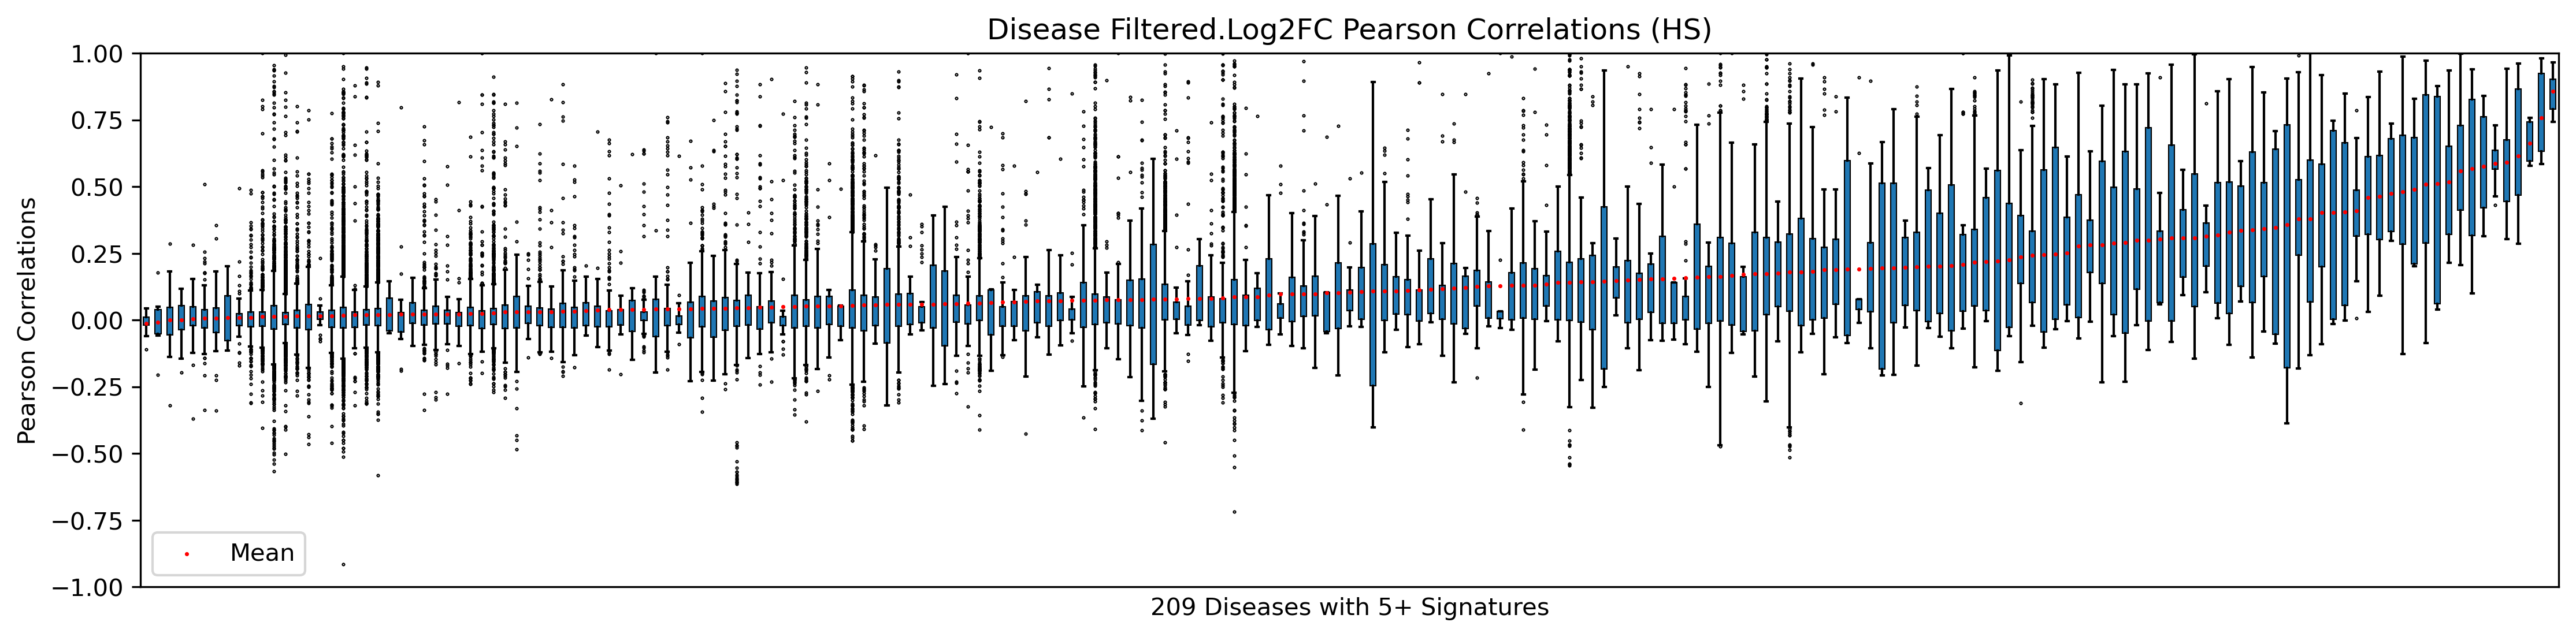 Disease Filtered.Log2FC Pearson Correlations (HS)
1.00
0.75
0.50
0.25
0.00
−0.25
−0.50
−0.75
−1.00
Pearson Correlations
Mean
209 Diseases with 5+ Signatures